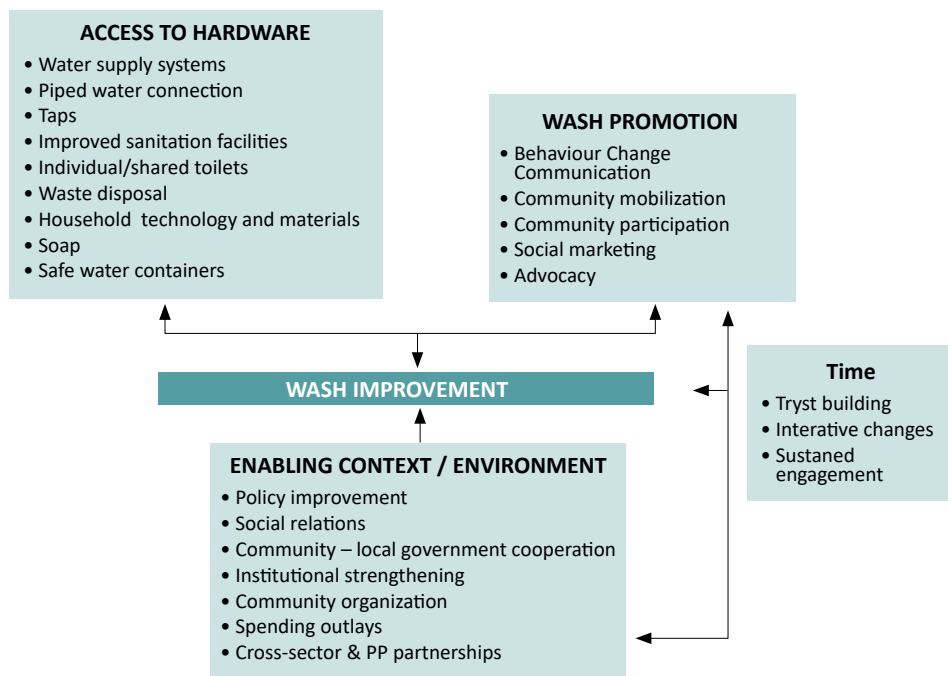 ACCESS TO HARDWARE
• Water supply systems
• Piped water connection
• Taps
• Improved sanitation facilities
• Individual/shared toilets
• Waste disposal
• Household technology and materials
• Soap
• Safe water containers
WASH PROMOTION
• Behaviour Change
Communication
• Community mobilization
• Community participation
• Social marketing
• Advocacy
WASH IMPROVEMENT
Time
• Tryst building
• Interative changes
• Sustaned
engagement
ENABLING CONTEXT / ENVIRONMENT
• Policy improvement
• Social relations
• Community – local government cooperation
• Institutional strengthening
• Community organization
• Spending outlays
• Cross-sector & PP partnerships